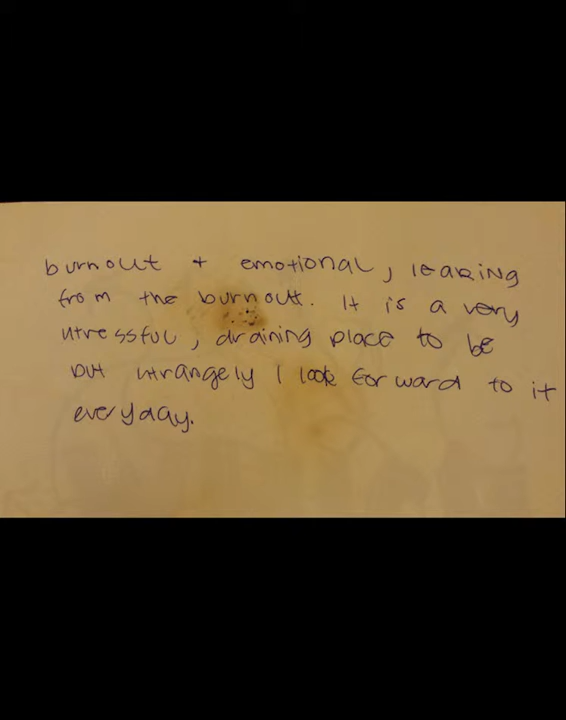 burnout + emotional, leaking
from the burnout. It is a very
stressful, draining place to be
but strangely I look forward to it
everyday.